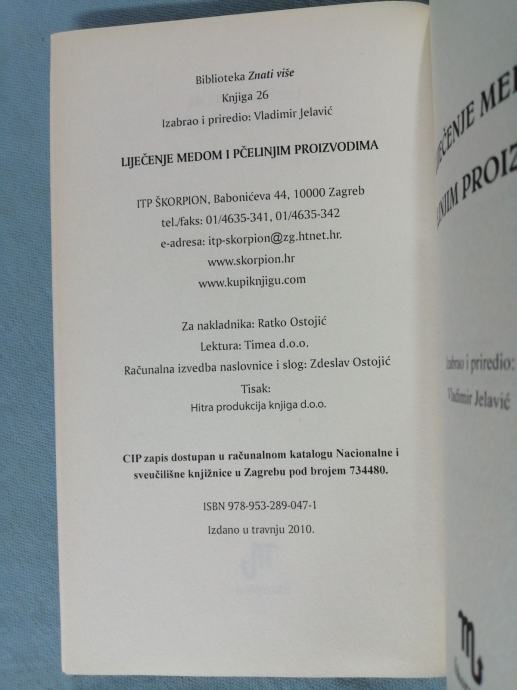 Biblioteka Znati više
Knjiga 26
Izabrao i priredio: Vladimir Jelavić
LIJEČENJE MEDOM I PČELINJIM PROIZVODIMA
ITP ŠKORPION, Babonićeva 44, 10000 Zagreb
tel./faks: 01/4635-341, 01/4635-342
e-adresa: itp-skorpion@zg.htnet.hr.
www.skorpion.hr
www.kupiknjigu.com
Za nakladnika: Ratko Ostojić
Lektura: Timea d.o.o.
Računalna izvedba naslovnice i slog: Zdeslav Ostojić
Tisak:
Hitra produkcija knjiga d.o.o.
CIP zapis dostupan u računalnom katalogu Nacionalne i
sveučilišne knjižnice u Zagrebu pod brojem 734480.
ISBN 978-953-289-047-1
Izdano u travnju 2010.
Izabrao i priredio:
Vladimir Jelavić